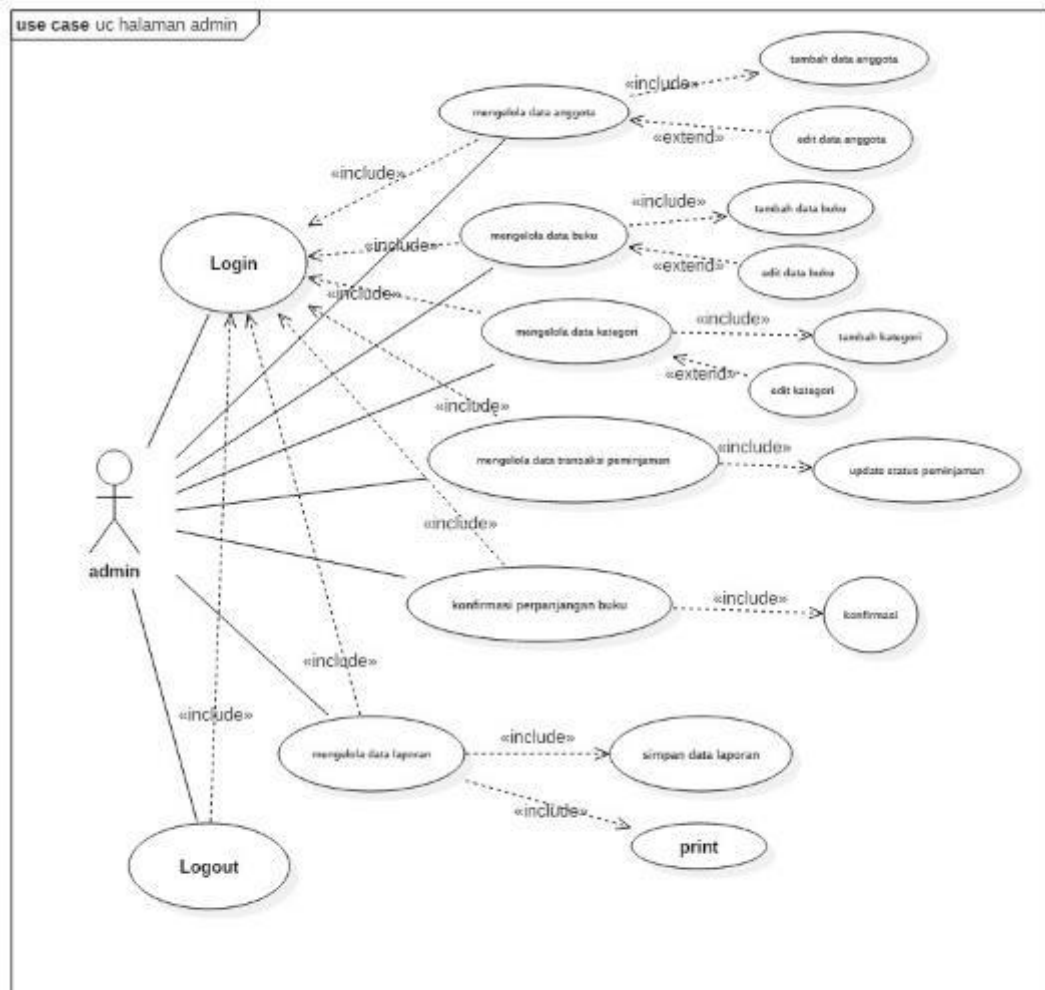 use case uc halaman admin
tambah data anggota
«include»
mengelola data anggota
«extend»
edit data anggota
«include»
«include»
tambah data buku
mengelola data buku
«include»
Login
«extend»
edit data buku
«include»
mengelola data kategori
«include»
tambah kategori
«extend»
edit kategori
«include»
mengelola data transaksi peminjaman
«include»
update status peminjaman
«include»
admin
konfirmasi perpanjangan buku
«include»
konfirmasi
«include»
«include»
mengelola data laporan
«include»
simpan data laporan
«include»
print
Logout